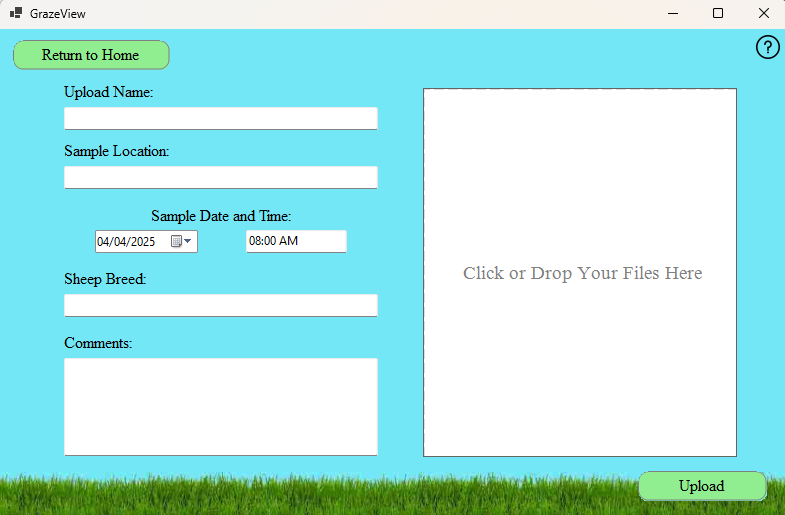 GrazeView
Return to Home
?
Upload Name:
Sample Location:
Sample Date and Time:
04/04/2025
08:00 AM
Sheep Breed:
Comments:
Click or Drop Your Files Here
Upload